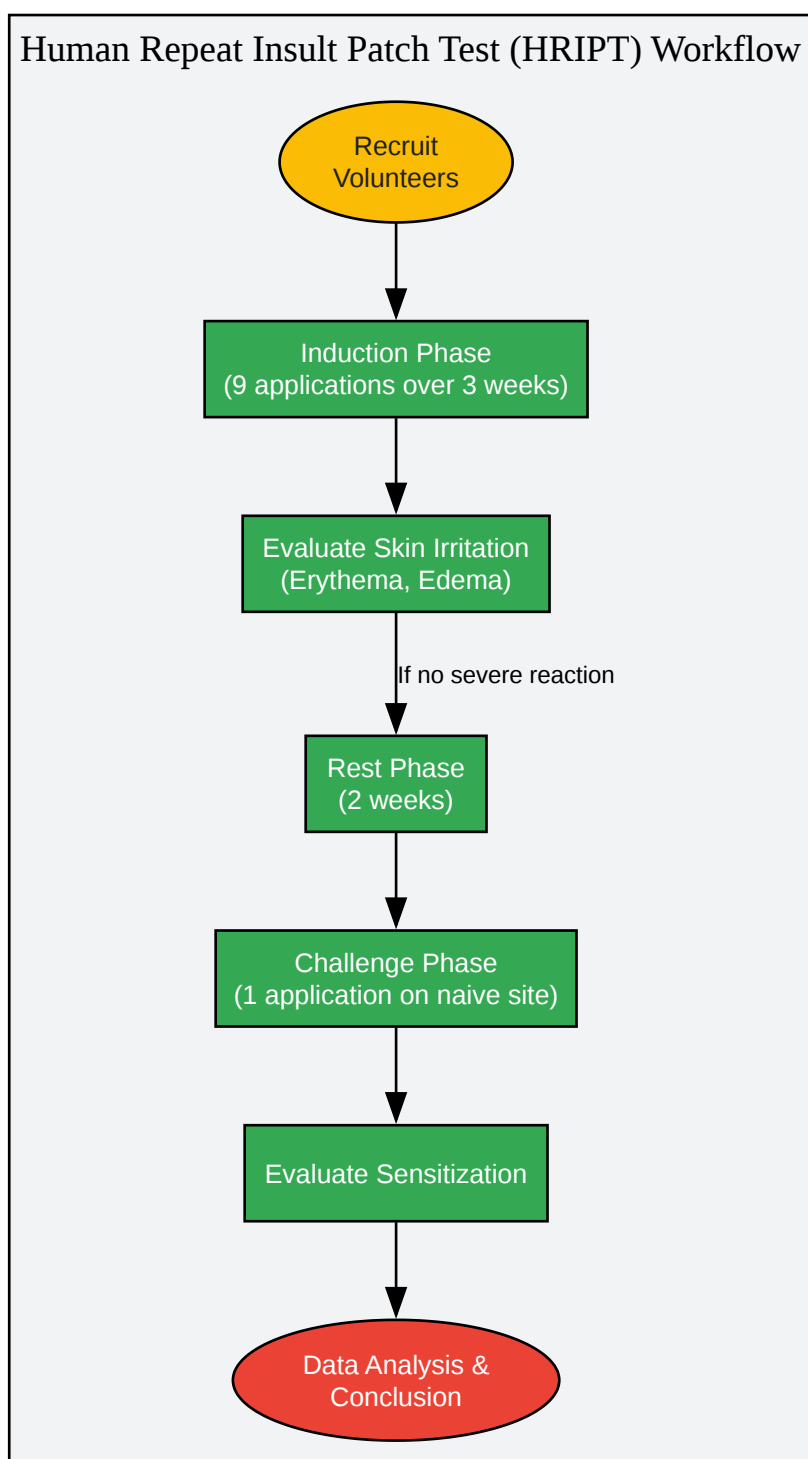 Human Repeat Insult Patch Test (HRIPT) Workflow
Recruit
Volunteers
Induction Phase
(9 applications over 3 weeks)
Evaluate Skin Irritation
(Erythema, Edema)
If no severe reaction
Rest Phase
(2 weeks)
Challenge Phase
(1 application on naive site)
Evaluate Sensitization
Data Analysis &
Conclusion